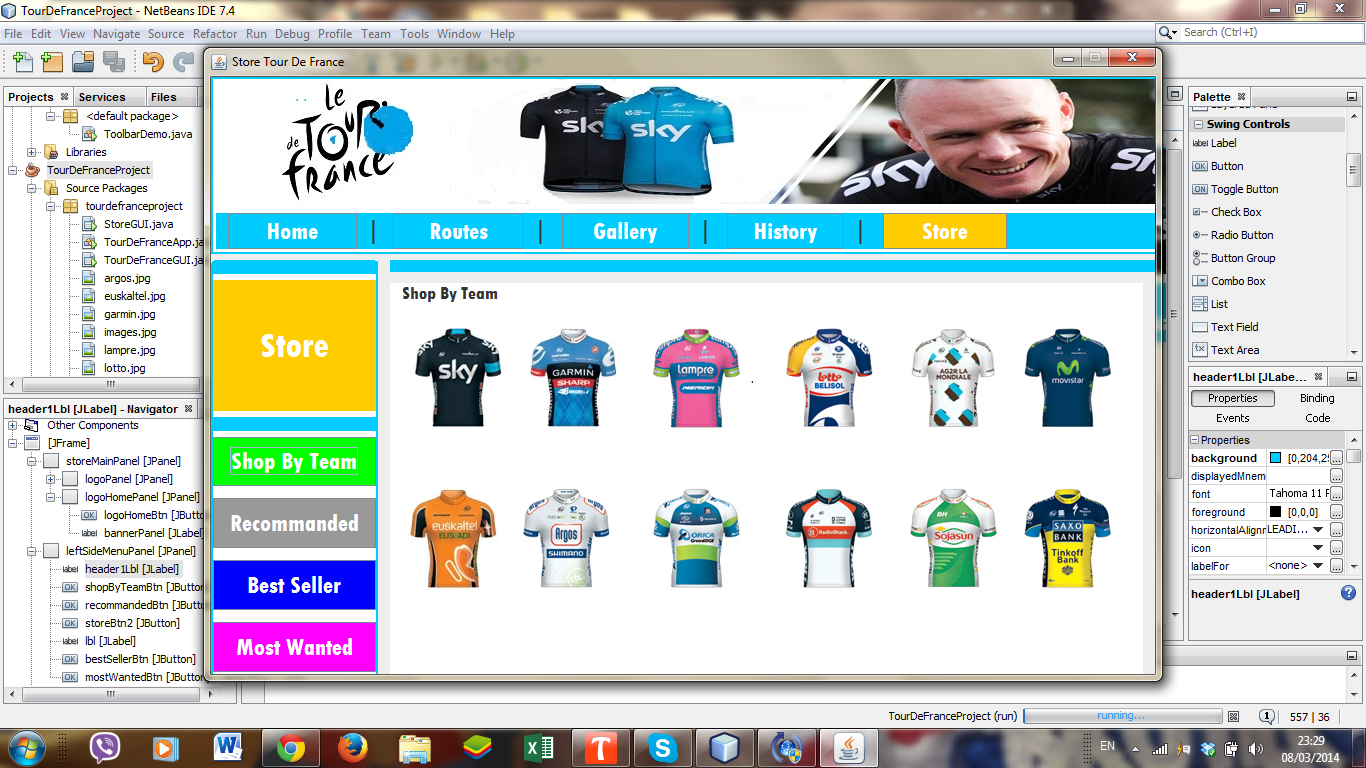 TourDeFranceProject - NetBeans IDE 7.4
File Edit View Navigate Source Refactor Run Debug Profile Team Tools Window Help
Search (Ctrl+I)
Projects Services Files
<default package>
ToolbarDemo.java
Libraries
TourDeFranceProject
Source Packages
tourdefranceproject
StoreGUI.java
TourDeFranceApp.ja
TourDeFranceGUI.ja
argos.jpg
euskaltel.jpg
garmin.jpg
images.jpg
lampre.jpg
lotto.jpg
header1Lbl [JLabel] - Navigator
Other Components
[JFrame]
storeMainPanel [JPanel]
logoPanel [JPanel]
logoHomePanel [JPanel]
logoHomeBtn [JButto
bannerPanel [JLabel
leftSideMenuPanel [JPanel]
header1Lbl [JLabel]
shopByTeamBtn [JButto
recommandedBtn [JButto
storeBtn2 [JButton]
lbl [JLabel]
bestSellerBtn [JButton]
mostWantedBtn [JButton]
Store Tour De France
Le
de TOUR
france
sky sky
SKY SK
Home | Routes | Gallery | History | Store
Store
Shop By Team
Recommanded
Best Seller
Most Wanted
Shop By Team
sky
GARMIN
SHARP
LAMPRE
lampre
MERIDA
Lotto
BELISOL
AG2R LA
MONDIALE
movistar
euskaltel
EUSKADI
argos
Argos
SHIMANO
ORICA
GreenEDGE
RadioShack
BH
Sojasun
SAXO
BANK
Tinkoff
Bank
Palette
Swing Controls
Label
Button
Toggle Button
Check Box
Radio Button
Button Group
Combo Box
List
Text Field
Text Area
header1Lbl [JLabe...
Properties Binding
Events Code
Properties
background [0,204,25
displayedMnem
font Tahoma 11 P
foreground [0,0,0]
horizontalAlignm LEADI...
icon
labelFor <none>
header1Lbl [JLabel]
TourDeFranceProject (run) running... 1 557 | 36
EN 23:29
08/03/2014